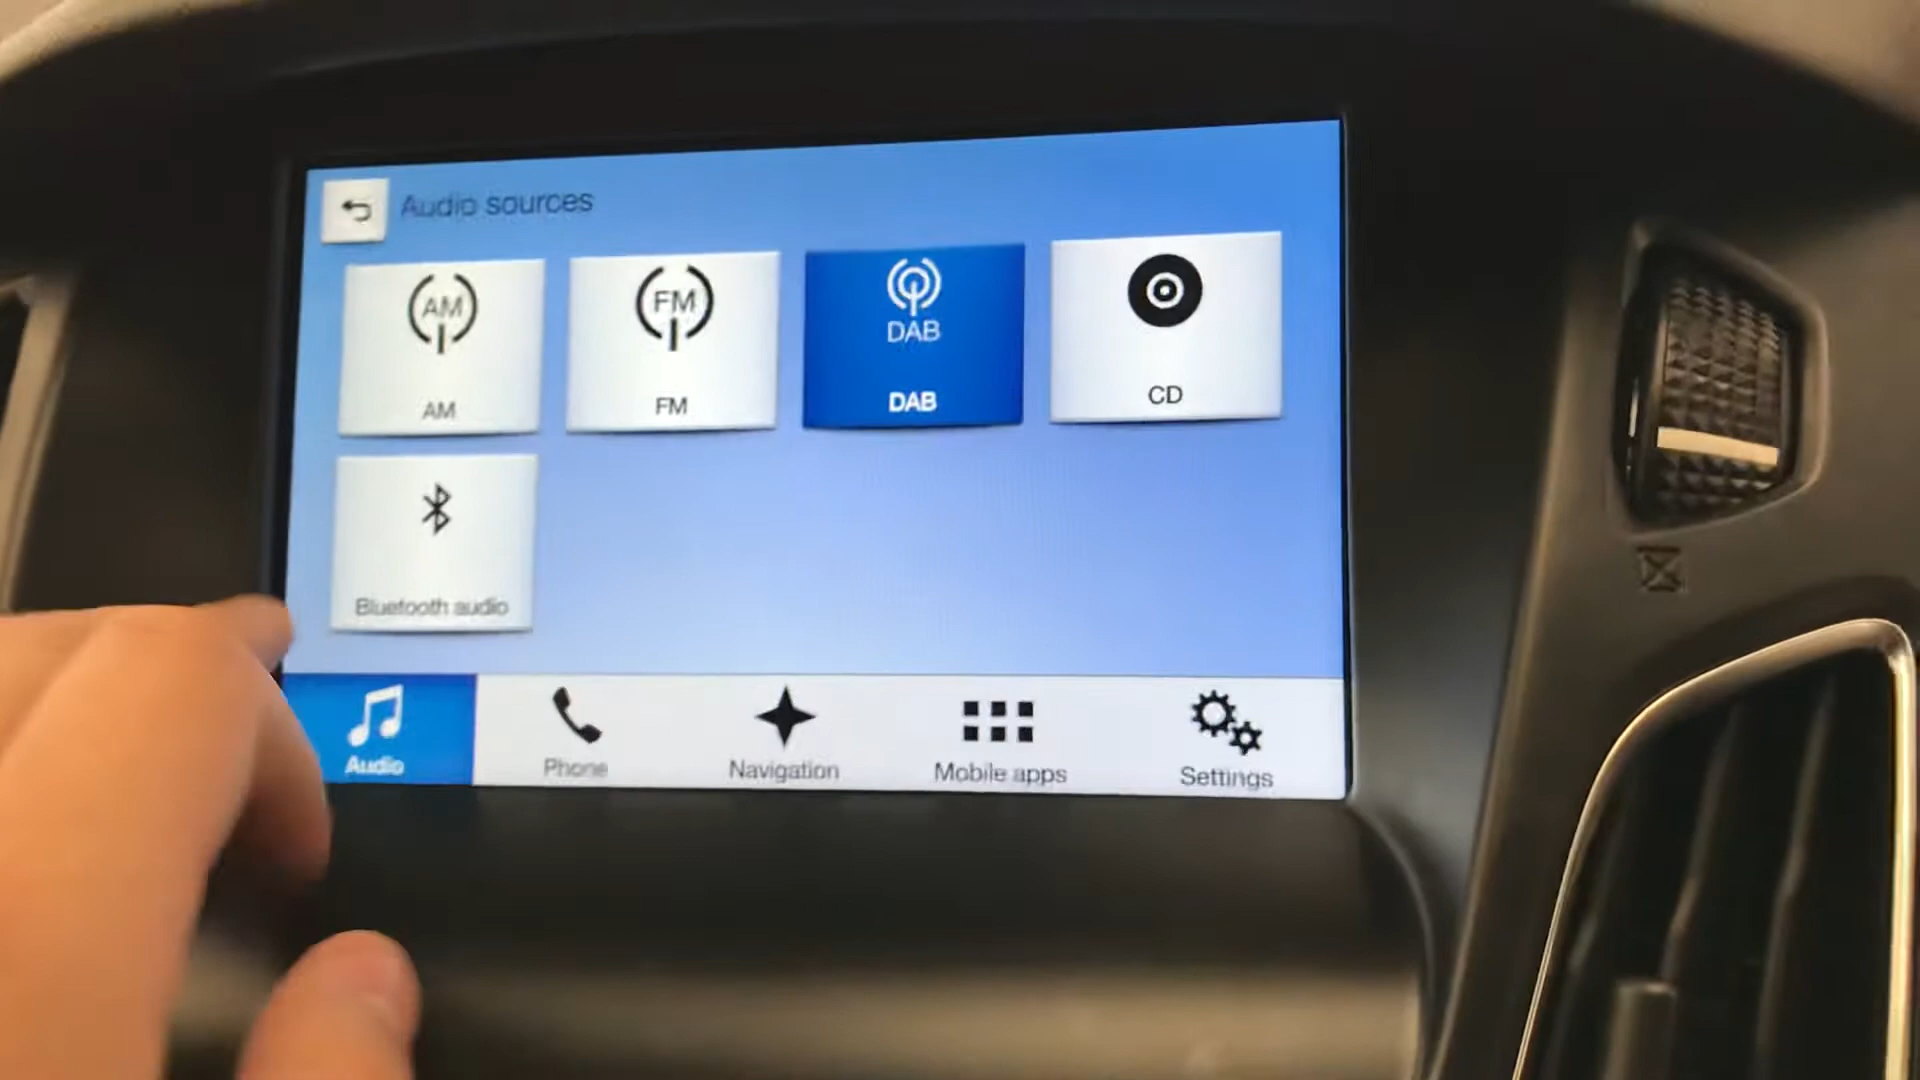 Audio sources
AM
FM
DAB
AM
FM
DAB
CD
Bluetooth audio
Audio
Phone
Navigation
Mobile apps
Settings